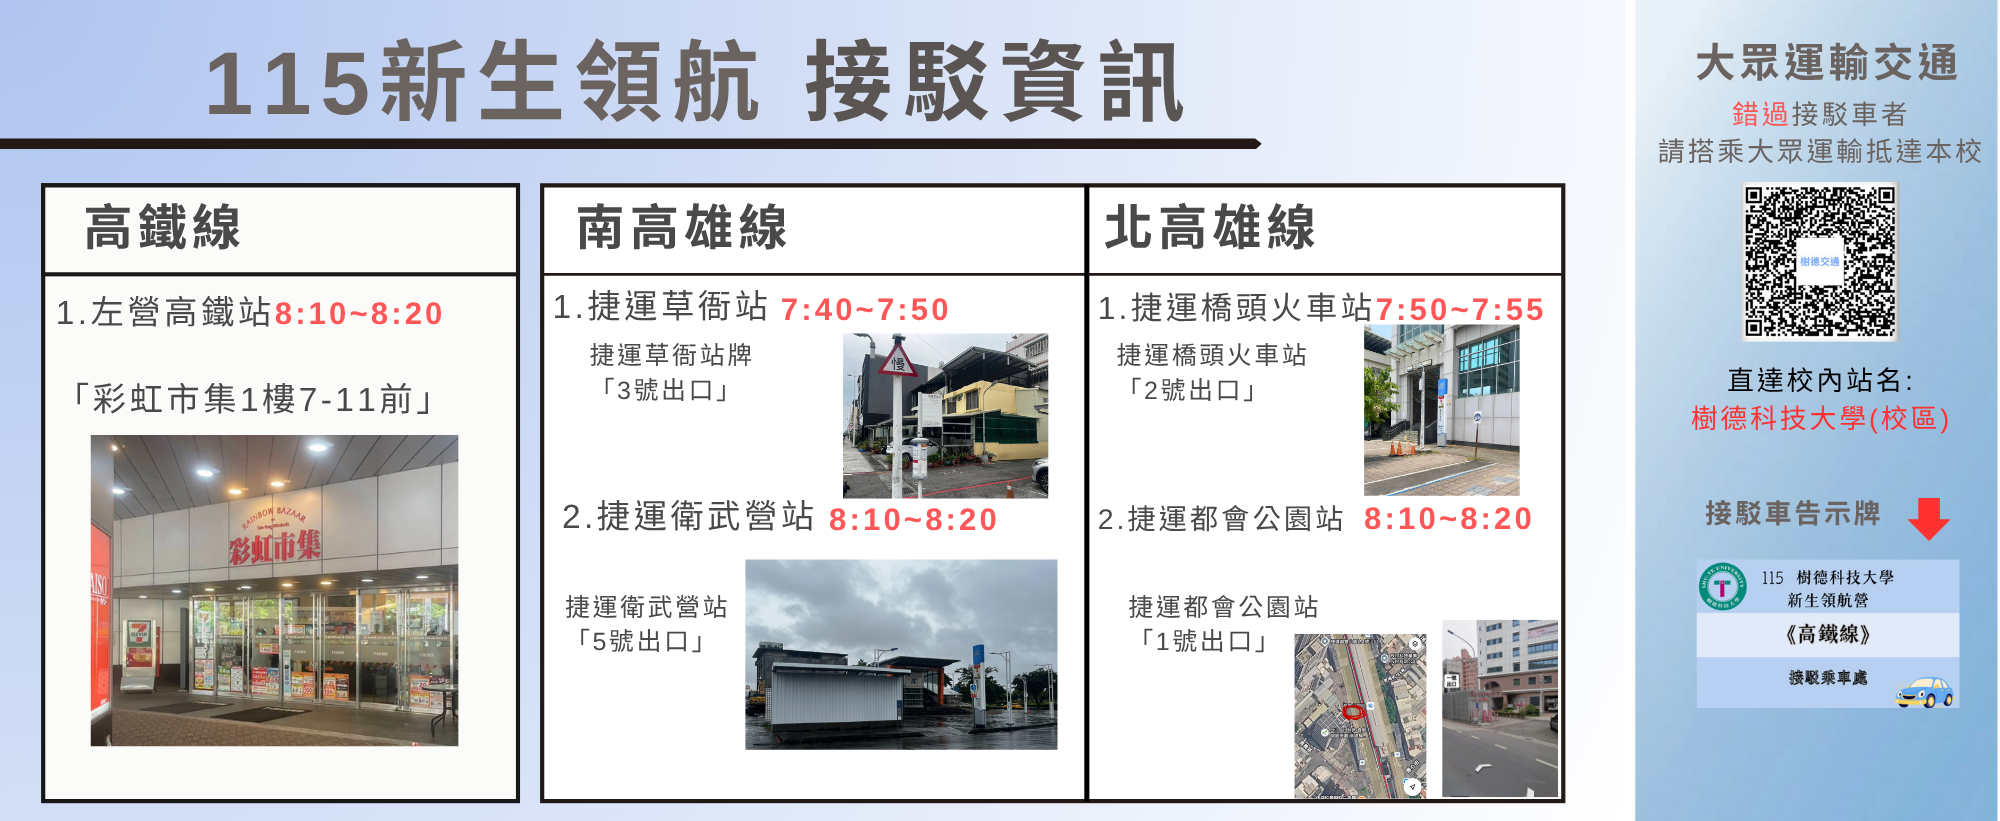 115新生領航 接駁資訊
高鐵線
1.左營高鐵站8:10~8:20
「彩虹市集1樓7-11前」
RAINBOW BAZAAR
彩虹市集
南高雄線
1.捷運草衙站 7:40~7:50
捷運草衙站牌
「3號出口」
慢
2.捷運衛武營站 8:10~8:20
捷運衛武營站
「5號出口」
北高雄線
1.捷運橋頭火車站7:50~7:55
捷運橋頭火車站
「2號出口」
2.捷運都會公園站 8:10~8:20
捷運都會公園站
「1號出口」
大眾運輸交通
錯過接駁車者
請搭乘大眾運輸抵達本校
樹德交通
直達校內站名:
樹德科技大學(校區)
接駁車告示牌
115 樹德科技大學
新生領航營
《高鐵線》
接駁乘車處